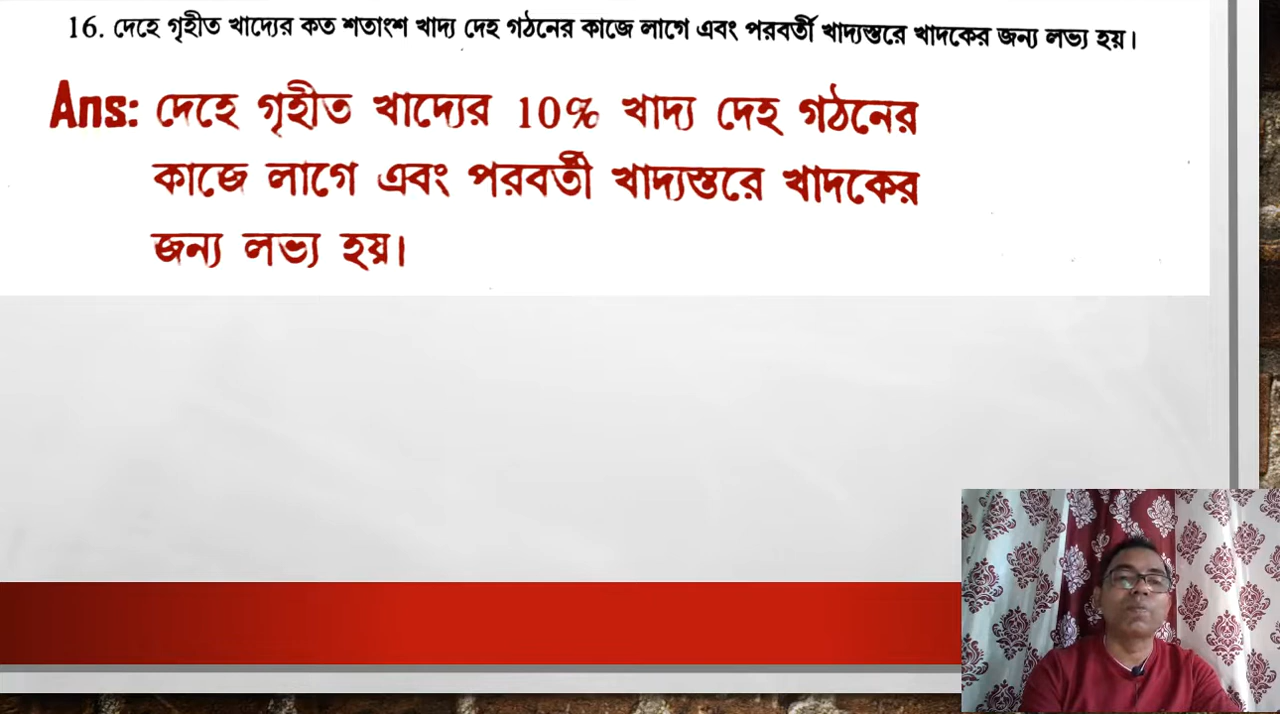 16. দেহে গৃহীত খাদ্যের কত শতাংশ খাদ্য দেহ গঠনের কাজে লাগে এবং পরবর্তী খাদ্যস্তরে খাদকের জন্য লভ্য হয়।
Ans: দেহে গৃহীত খাদ্যের 10% খাদ্য দেহ গঠনের
কাজে লাগে এবং পরবর্তী খাদ্যস্তরে খাদকের
জন্য লভ্য হয়।